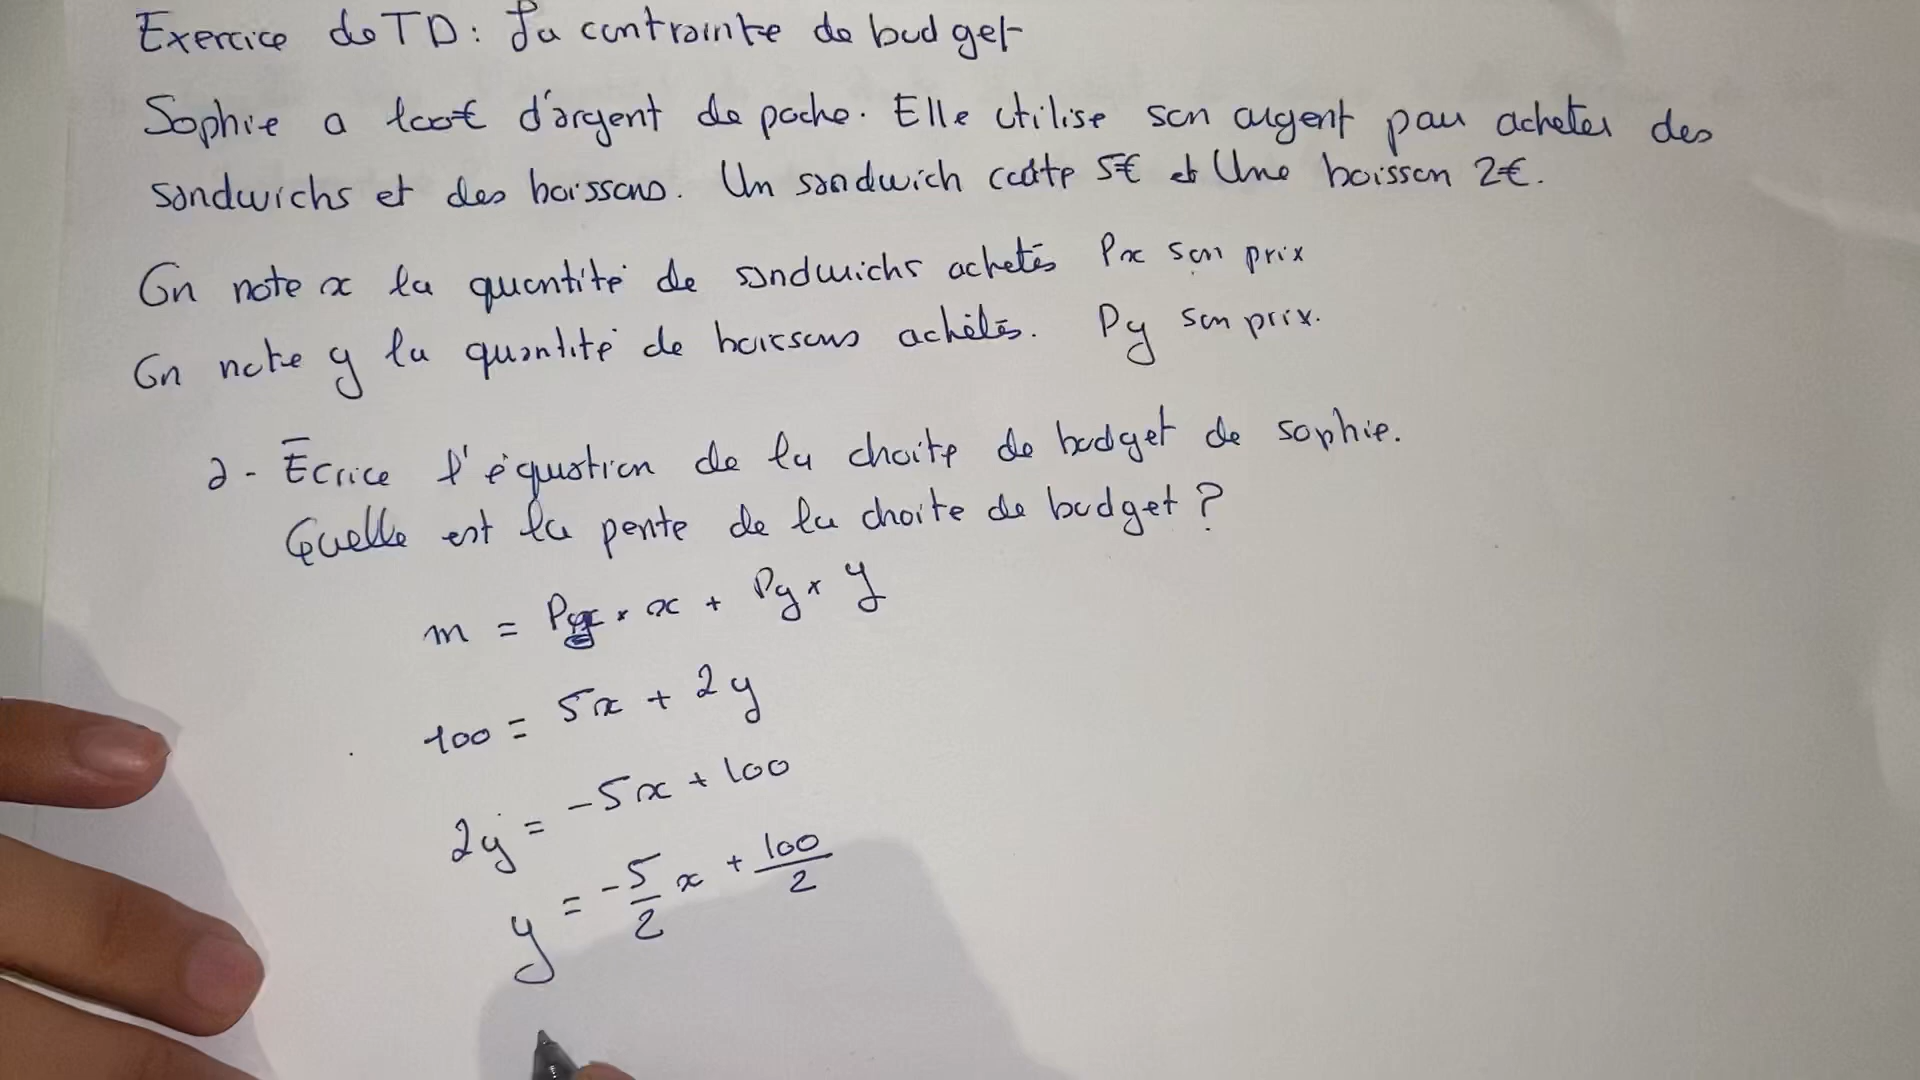 Exercice de TD : La contrainte de budget
Sophie a 100€ d'argent de poche. Elle utilise son argent pour acheter des
sandwichs et des boissons. Un sandwich coûte 5€ et Une boisson 2€.
On note x la quantité de sandwichs achetés Px son prix
On note y la quantité de boissons achétés. Py son prix.
2 - Ecrire l'équation de la droite de budget de sophie.
Quelle est la pente de la droite de budget ?
m = Px × x + Py × y
100 = 5x + 2y
2y = -5x + 100
y = -5/2 x + 100/2